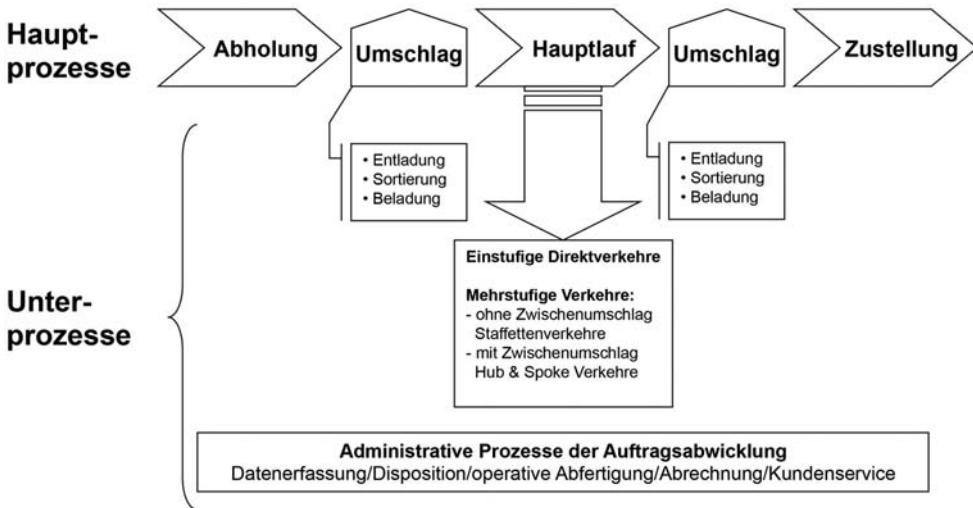 Haupt-
prozesse
Abholung
Umschlag
Hauptlauf
Umschlag
Zustellung
• Entladung
• Sortierung
• Beladung
• Entladung
• Sortierung
• Beladung
Einstufige Direktverkehre
Mehrstufige Verkehre:
- ohne Zwischenumschlag
Staffettenverkehre
- mit Zwischenumschlag
Hub & Spoke Verkehre
Unter-
prozesse
Administrative Prozesse der Auftragsabwicklung
Datenerfassung/Disposition/operative Abfertigung/Abrechnung/Kundenservice